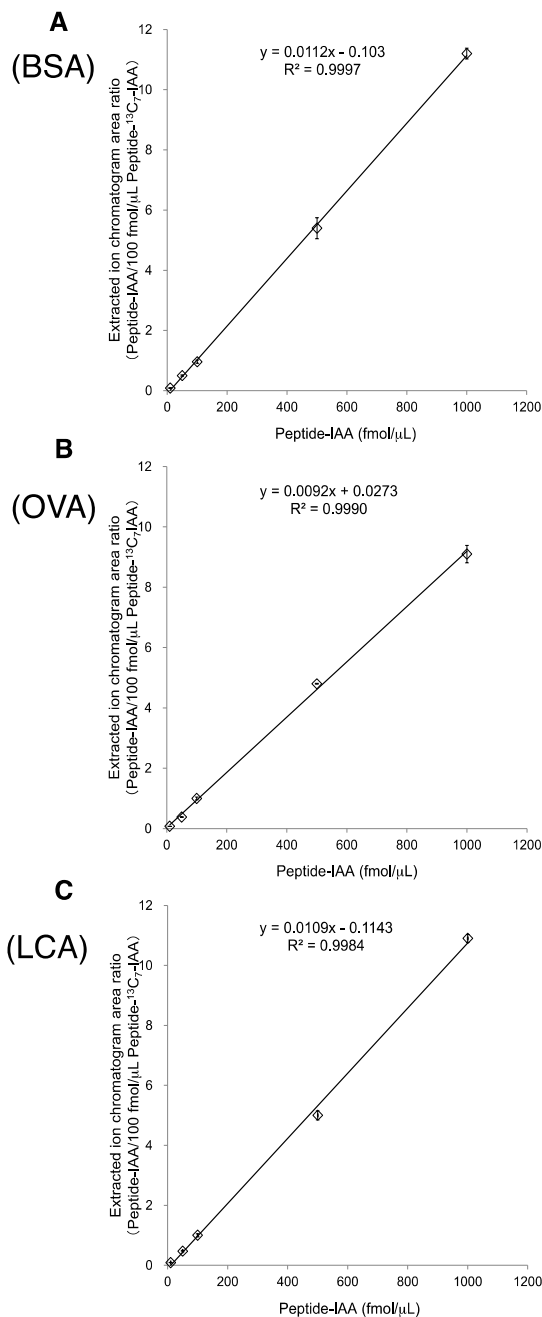 A
(BSA)
y = 0.0112x - 0.103
R² = 0.9997
Extracted ion chromatogram area ratio
(Peptide-IAA/100 fmol/μL Peptide-¹³C₇-IAA)
12
10
8
6
4
2
0
0 200 400 600 800 1000 1200
Peptide-IAA (fmol/μL)
B
(OVA)
y = 0.0092x + 0.0273
R² = 0.9990
Extracted ion chromatogram area ratio
(Peptide-IAA/100 fmol/μL Peptide-¹³C₇IAA)
12
10
8
6
4
2
0
0 200 400 600 800 1000 1200
Peptide-IAA (fmol/μL)
C
(LCA)
y = 0.0109x - 0.1143
R² = 0.9984
Extracted ion chromatogram area ratio
(Peptide-IAA/100 fmol/μL Peptide-¹³C₇-IAA)
12
10
8
6
4
2
0
0 200 400 600 800 1000 1200
Peptide-IAA (fmol/μL)